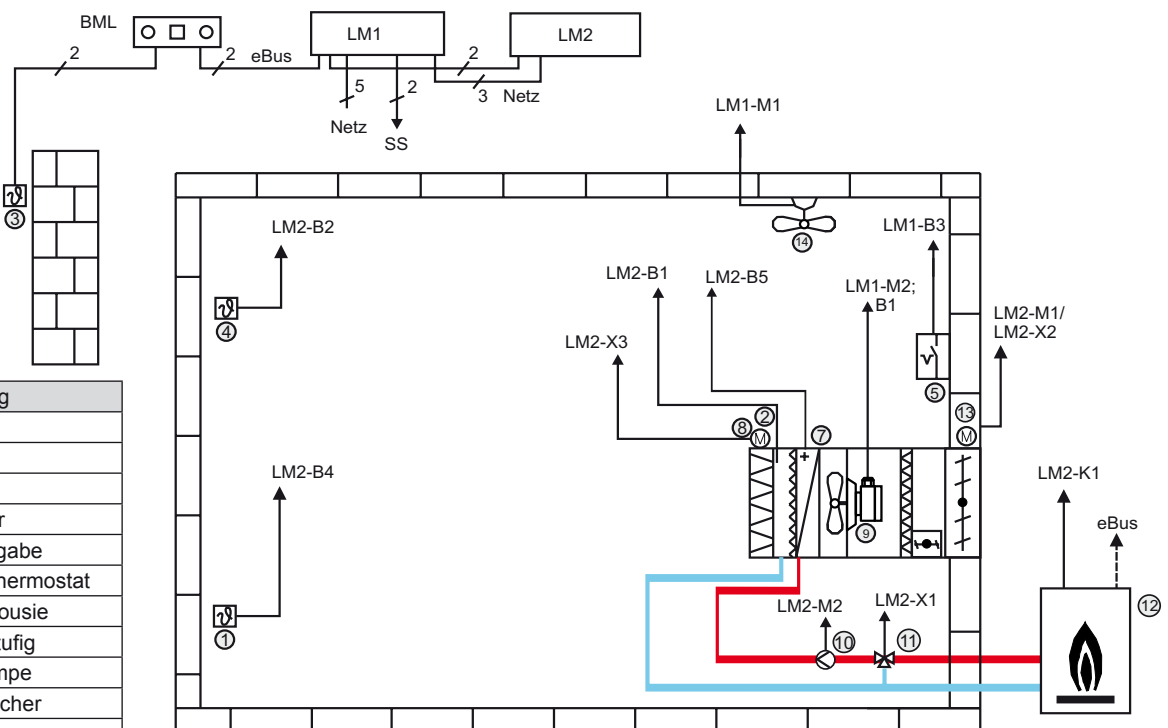 BML
LM1
LM2
2
2
eBus
2
5
2
3
Netz
Netz
SS
3
LM1-M1
14
LM2-B2
4
LM2-B1
LM2-B5
LM1-B3
LM1-M2;
B1
LM2-M1/
LM2-X2
LM2-X3
5
13
M
2
8
M
7
+
9
LM2-B4
1
LM2-K1
eBus
12
LM2-M2
LM2-X1
10
11
g
r
gabe
hermostat
ousie
ufig
mpe
cher